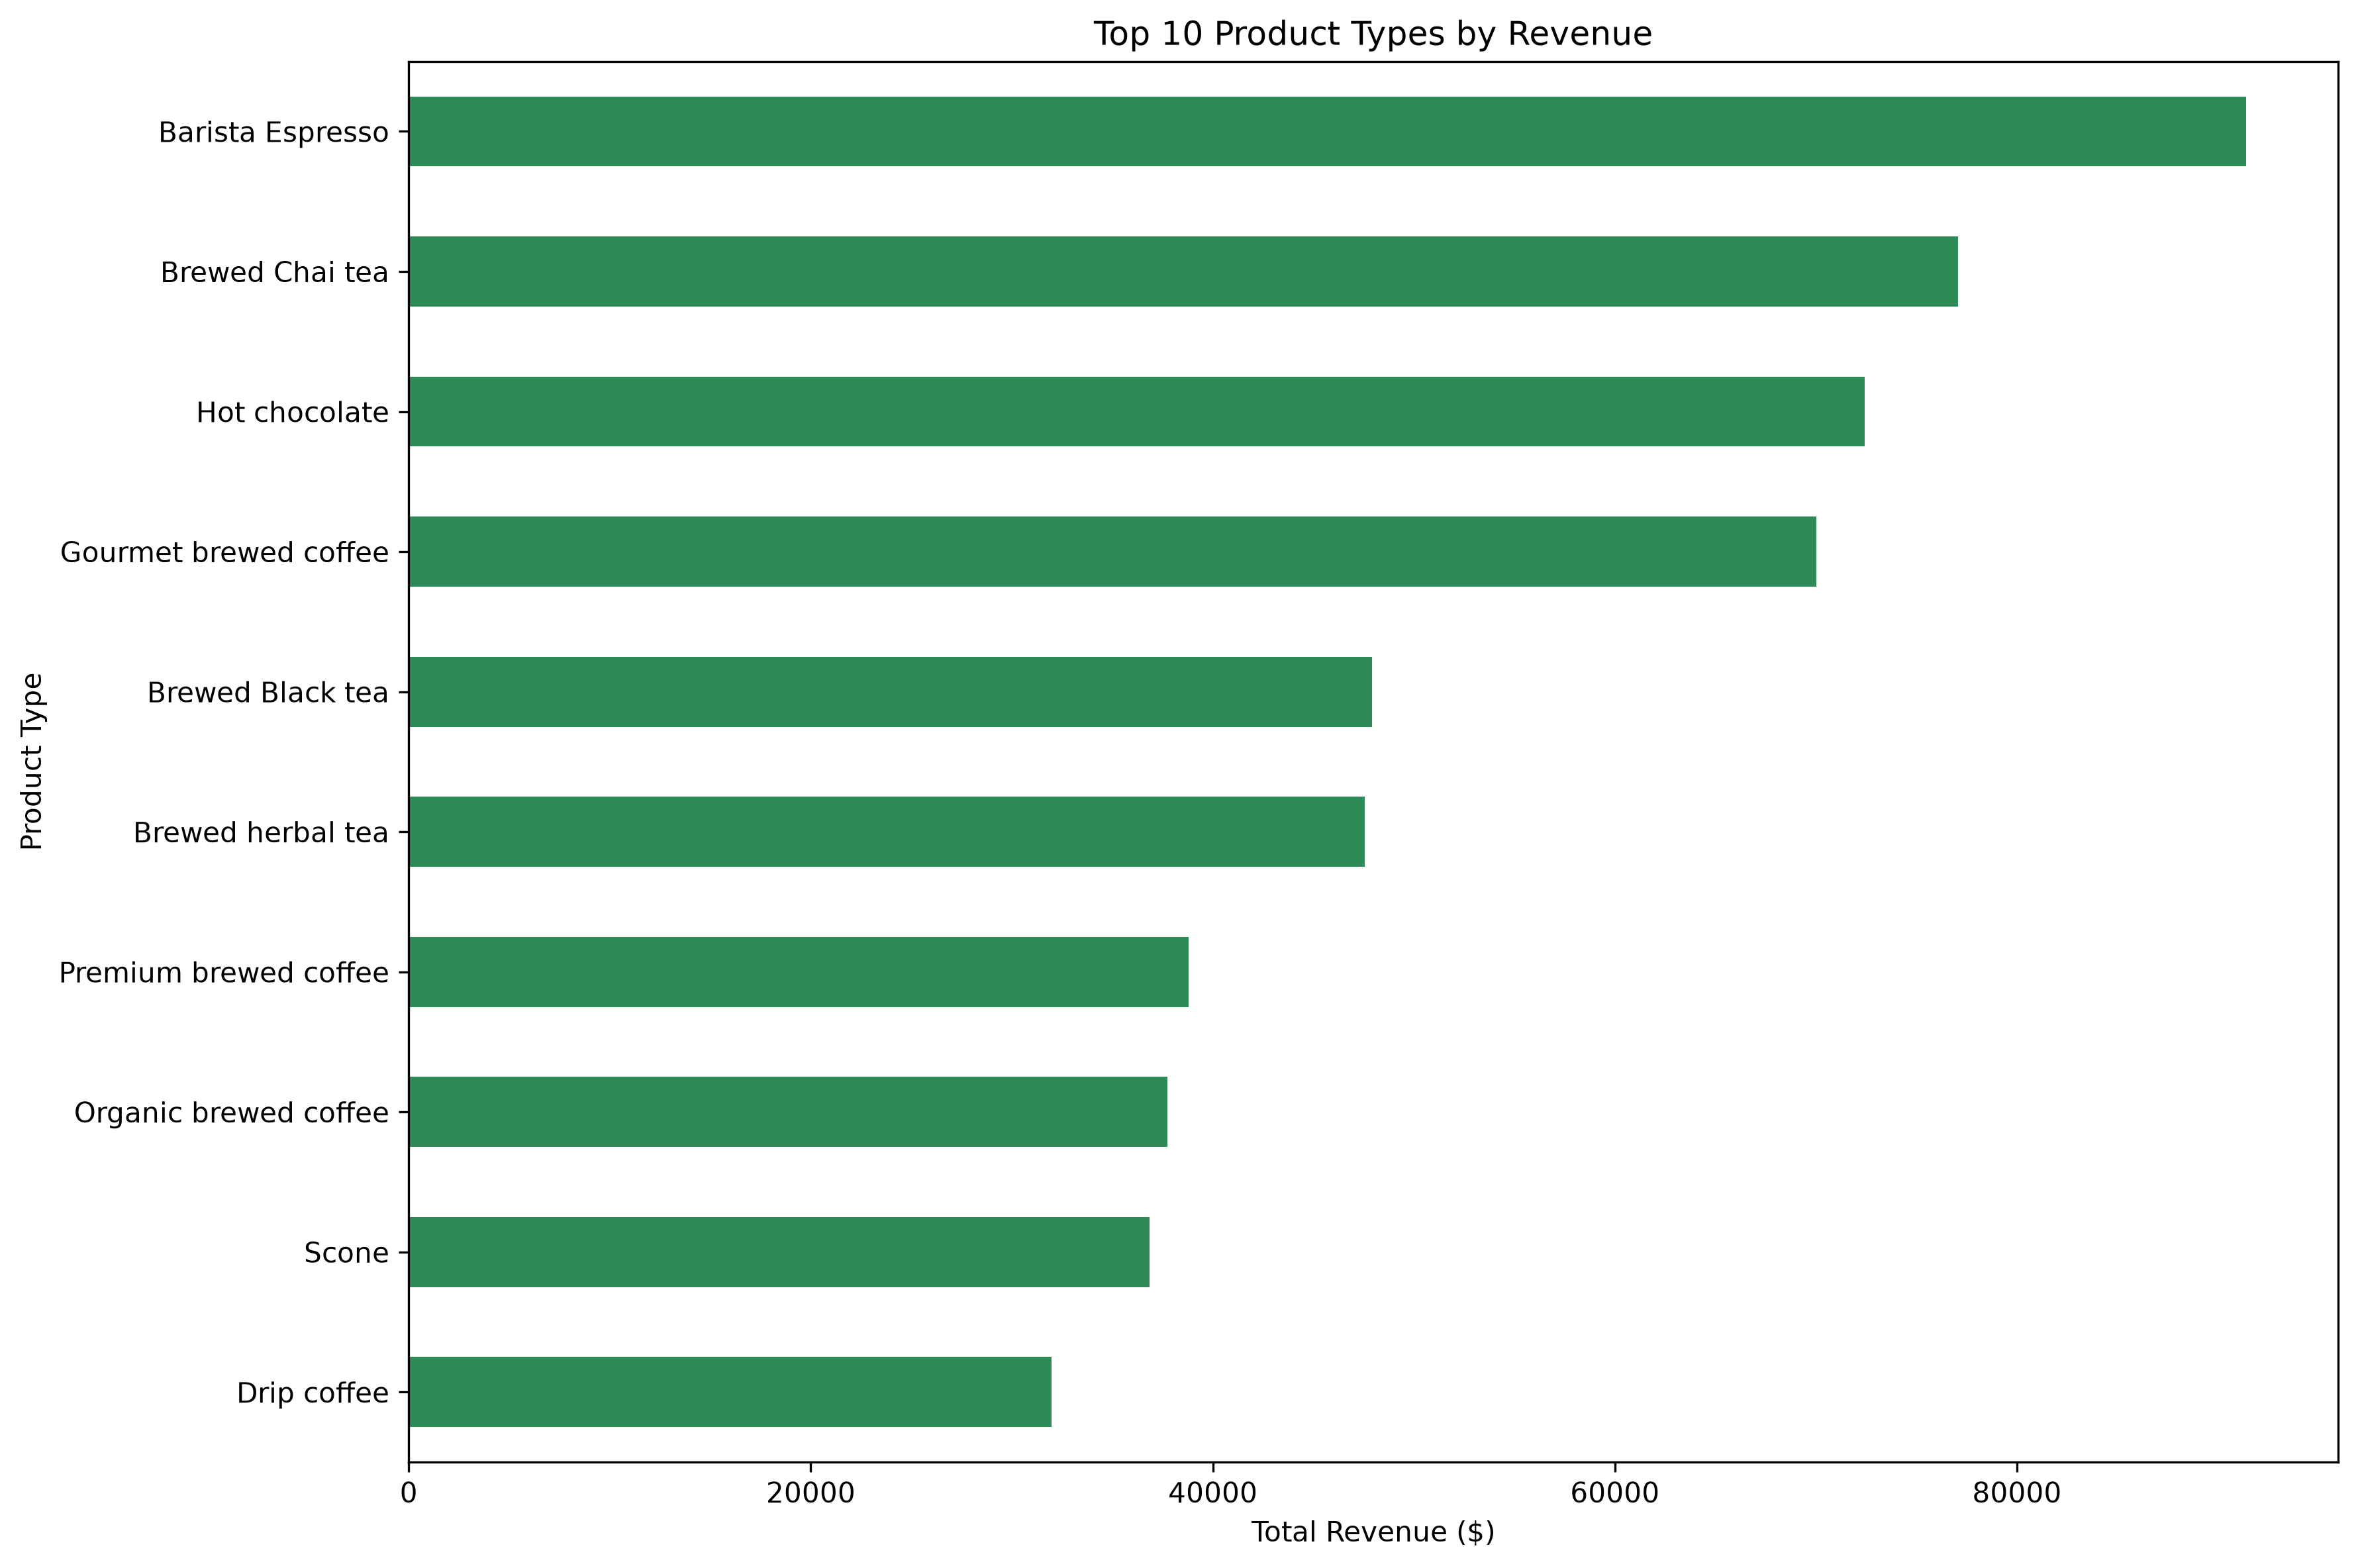 Top 10 Product Types by Revenue
Product Type
Barista Espresso
Brewed Chai tea
Hot chocolate
Gourmet brewed coffee
Brewed Black tea
Brewed herbal tea
Premium brewed coffee
Organic brewed coffee
Scone
Drip coffee
0 20000 40000 60000 80000
Total Revenue ($)